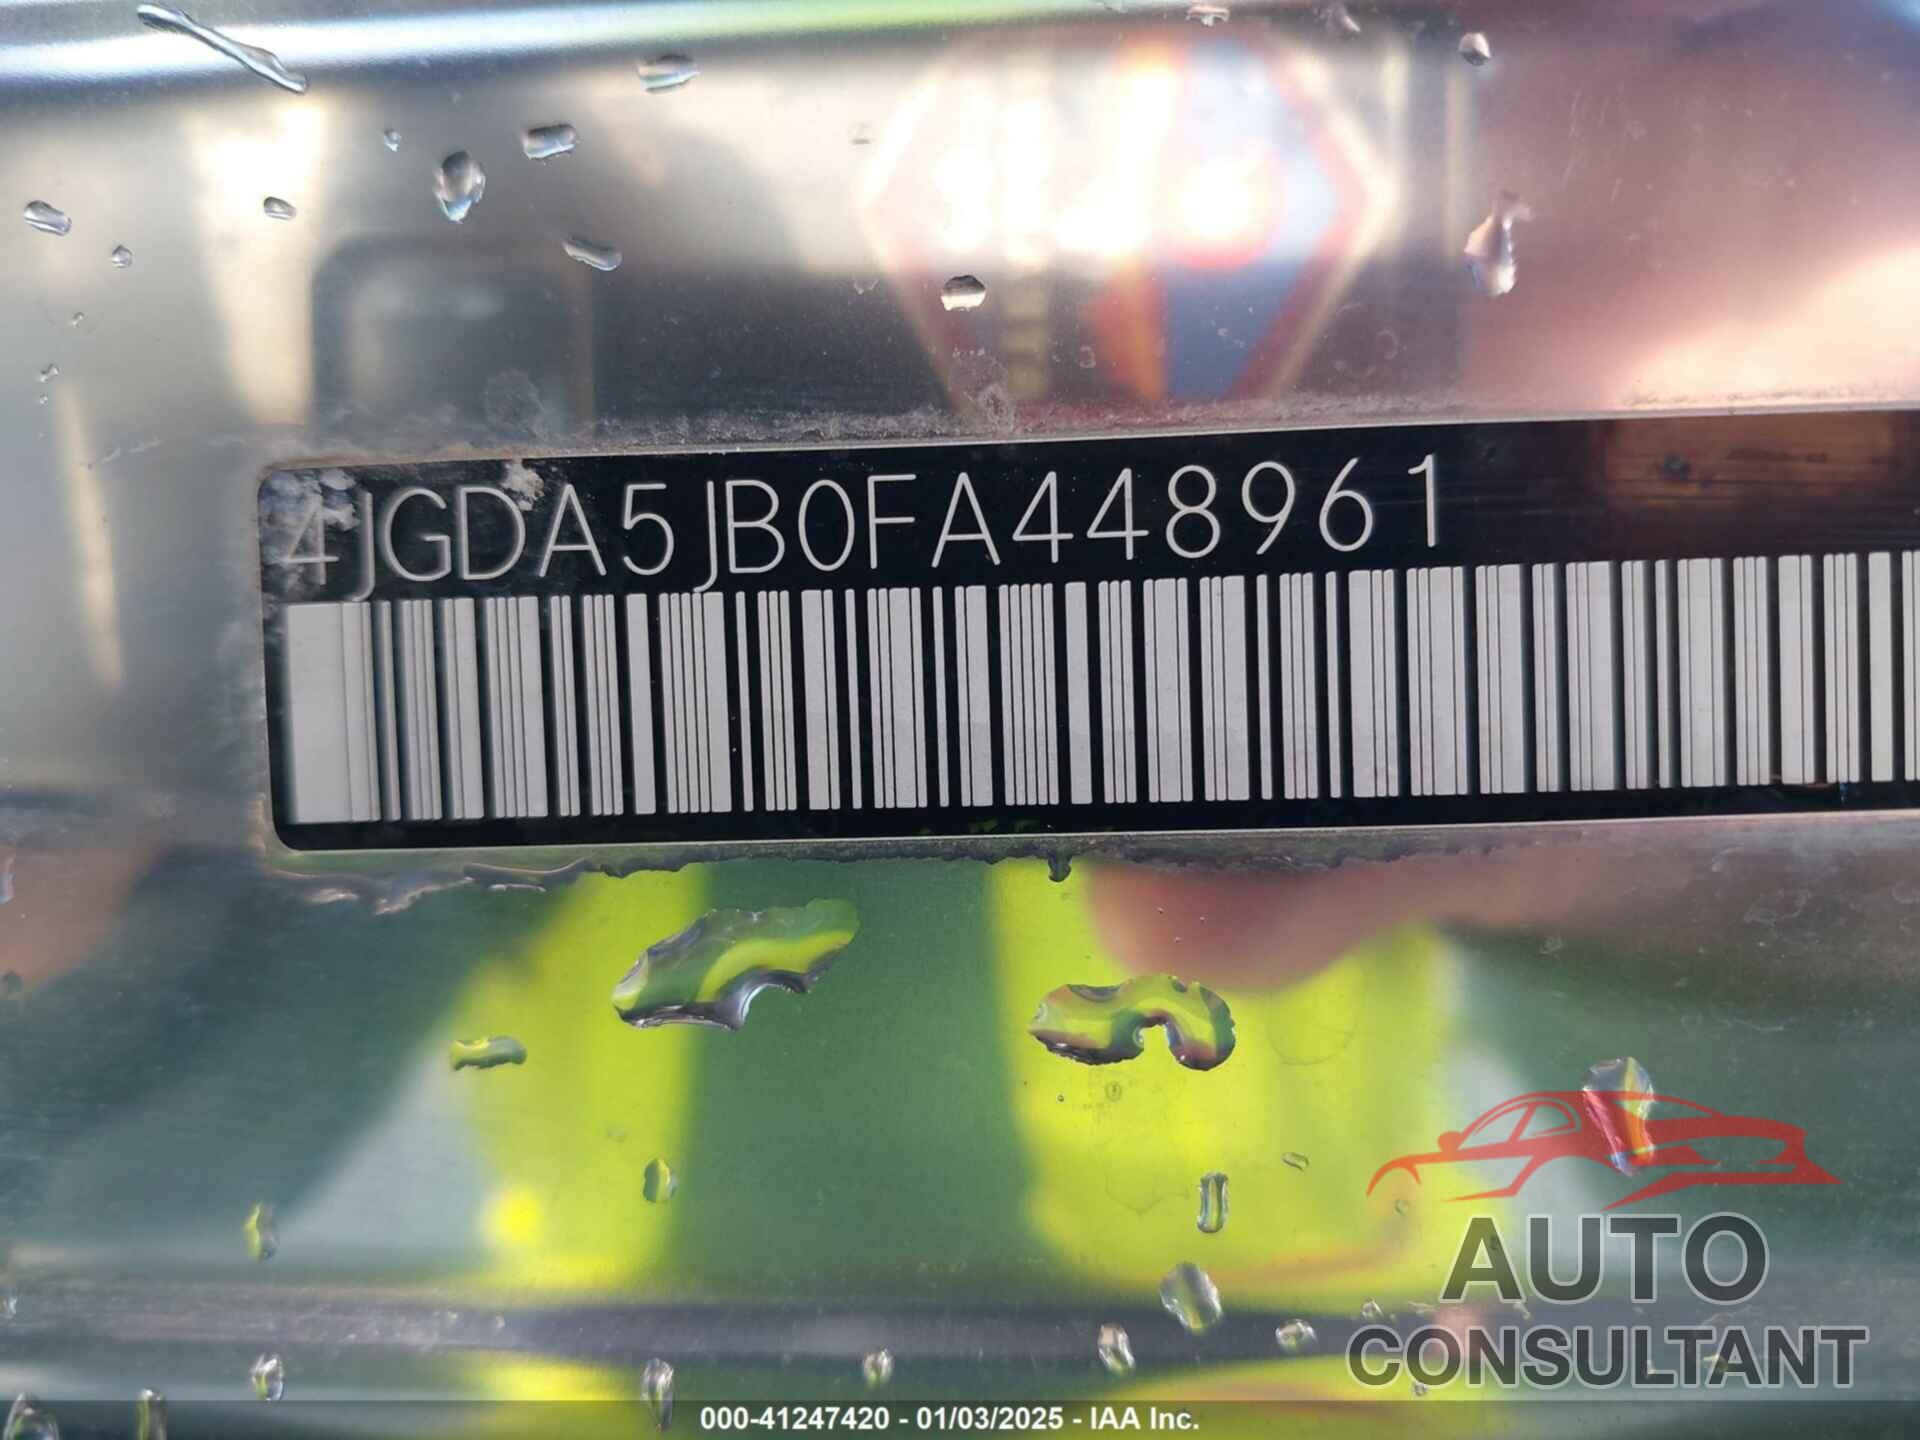 4JGDA5JB0FA448961
AUTO
CONSULTANT
000-41247420 - 01/03/2025 - IAA Inc.